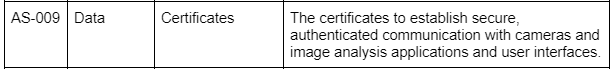 AS-009 Data Certificates The certificates to establish secure,
authenticated communication with cameras and
image analysis applications and user interfaces.